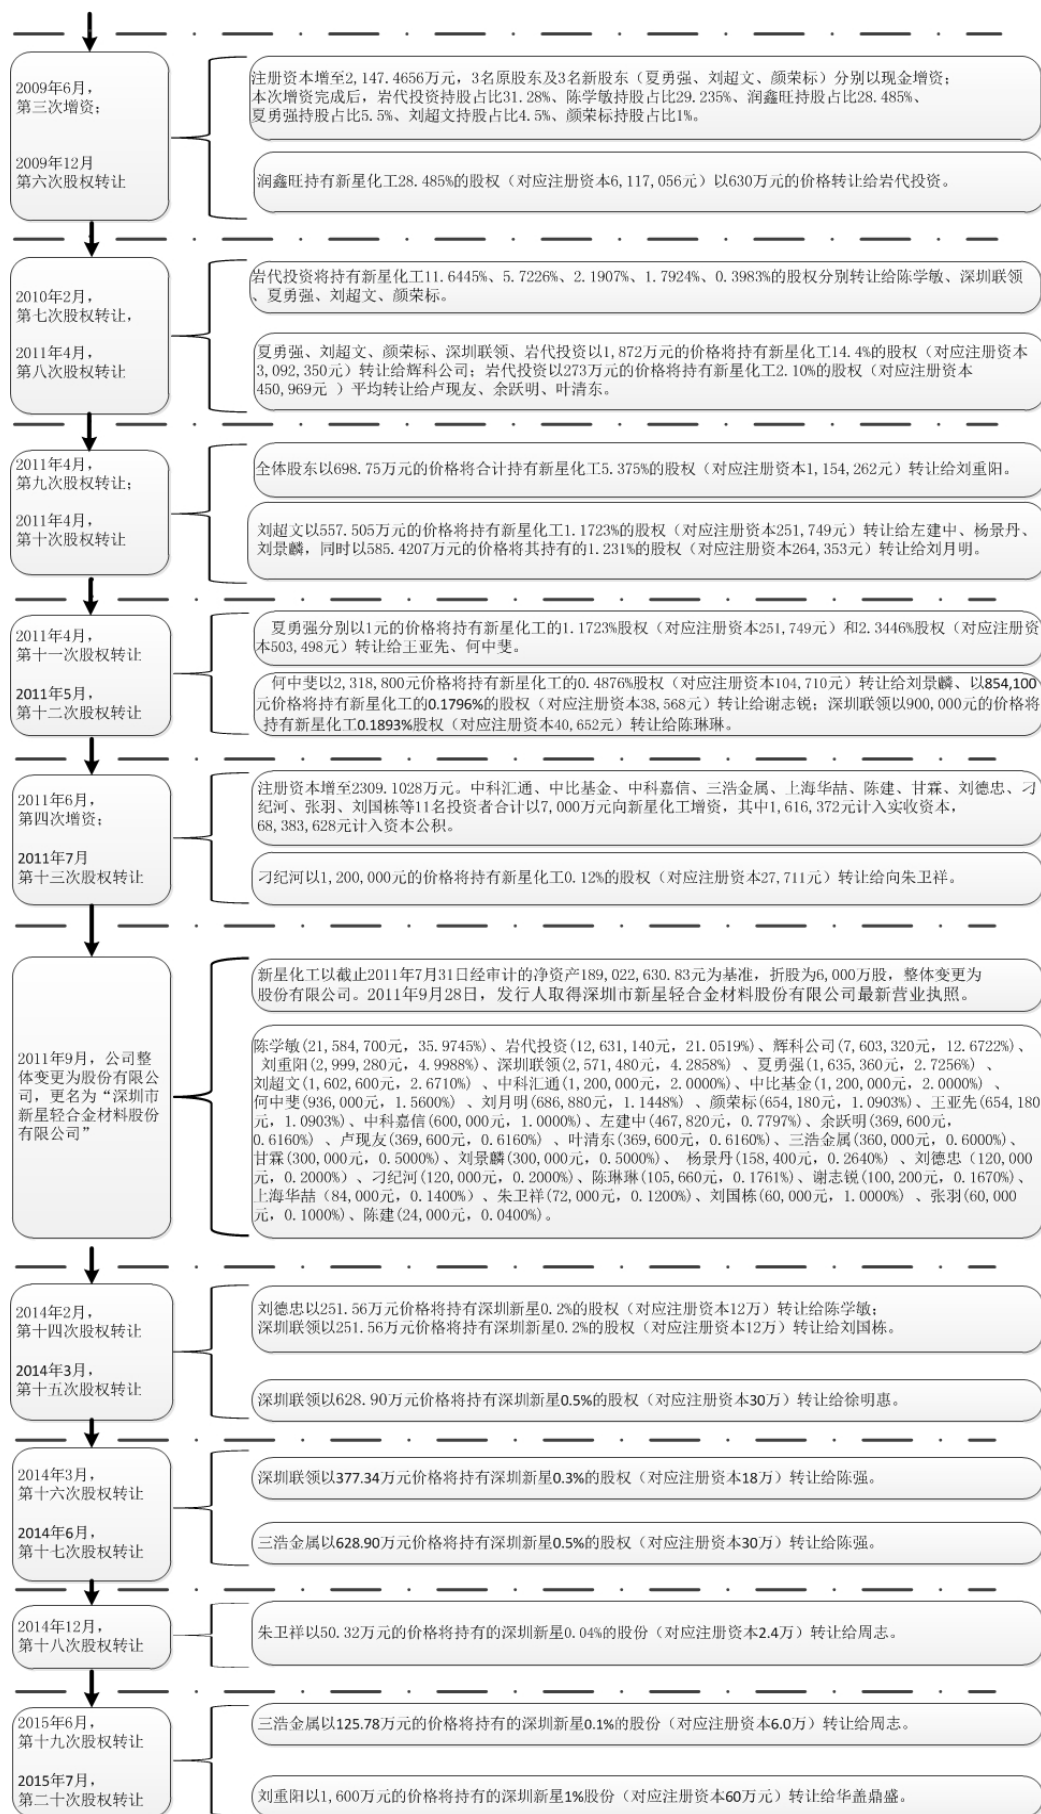 2009年6月，
第三次增资；
2009年12月
第六次股权转让
注册资本增至2,147.4656万元，3名原股东及3名新股东（夏勇强、刘超文、颜荣标）分别以现金增资；
本次增资完成后，岩代投资持股占比31.28%、陈学敏持股占比29.235%、润鑫旺持股占比28.485%、
夏勇强持股占比5.5%、刘超文持股占比4.5%、颜荣标持股占比1%。
润鑫旺持有新星化工28.485%的股权（对应注册资本6,117,056元）以630万元的价格转让给岩代投资。
2010年2月，
第七次股权转让，
2011年4月，
第八次股权转让
岩代投资将持有新星化工11.6445%、5.7226%、2.1907%、1.7924%、0.3983%的股权分别转让给陈学敏、深圳联领
、夏勇强、刘超文、颜荣标。
夏勇强、刘超文、颜荣标、深圳联领、岩代投资以1,872万元的价格将持有新星化工14.4%的股权（对应注册资本
3,092,350元）转让给辉科公司；岩代投资以273万元的价格将持有新星化工2.10%的股权（对应注册资本
450,969元 ）平均转让给卢现友、余跃明、叶清东。
2011年4月，
第九次股权转让；
2011年4月，
第十次股权转让
全体股东以698.75万元的价格将合计持有新星化工5.375%的股权（对应注册资本1,154,262元）转让给刘重阳。
刘超文以557.505万元的价格将持有新星化工1.1723%的股权（对应注册资本251,749元）转让给左建中、杨景丹、
刘景麟，同时以585.4207万元的价格将其持有的1.231%的股权（对应注册资本264,353元）转让给刘月明。
2011年4月，
第十一次股权转让
2011年5月，
第十二次股权转让
夏勇强分别以1元的价格将持有新星化工的1.1723%股权（对应注册资本251,749元）和2.3446%股权（对应注册资
本503,498元）转让给王亚先、何中斐。
何中斐以2,318,800元价格将持有新星化工的0.4876%股权（对应注册资本104,710元）转让给刘景麟、以854,100
元价格将持有新星化工的0.1796%的股权（对应注册资本38,568元）转让给谢志锐；深圳联领以900,000元的价格将
持有新星化工0.1893%股权（对应注册资本40,652元）转让给陈琳琳。
2011年6月，
第四次增资；
2011年7月
第十三次股权转让
注册资本增至2309.1028万元。中科汇通、中比基金、中科嘉信、三浩金属、上海华喆、陈建、甘霖、刘德忠、刁
纪河、张羽、刘国栋等11名投资者合计以7,000万元向新星化工增资，其中1,616,372元计入实收资本，
68,383,628元计入资本公积。
刁纪河以1,200,000元的价格将持有新星化工0.12%的股权（对应注册资本27,711元）转让给向朱卫祥。
2011年9月，公司整
体变更为股份有限公
司，更名为“深圳市
新星轻合金材料股份
有限公司”
新星化工以截止2011年7月31日经审计的净资产189,022,630.83元为基准，折股为6,000万股，整体变更为
股份有限公司。2011年9月28日，发行人取得深圳市新星轻合金材料股份有限公司最新营业执照。
陈学敏(21,584,700元，35.9745%)、岩代投资(12,631,140元，21.0519%)、辉科公司(7,603,320元，12.6722%)、
刘重阳(2,999,280元，4.9988%)、深圳联领(2,571,480元，4.2858%) 、夏勇强(1,635,360元，2.7256%) 、
刘超文(1,602,600元，2.6710%) 、中科汇通(1,200,000元，2.0000%)、中比基金(1,200,000元，2.0000%) 、
何中斐(936,000元，1.5600%) 、刘月明(686,880元，1.1448%) 、颜荣标(654,180元，1.0903%)、王亚先(654,180
元，1.0903%)、中科嘉信(600,000元，1.0000%)、左建中(467,820元，0.7797%)、余跃明(369,600元，
0.6160%) 、卢现友(369,600元，0.6160%) 、叶清东(369,600元，0.6160%)、三浩金属(360,000元，0.6000%)、
甘霖(300,000元，0.5000%)、刘景麟(300,000元，0.5000%)、 杨景丹(158,400元，0.2640%) 、刘德忠（120,000
元，0.2000%）、刁纪河(120,000元，0.2000%)、陈琳琳(105,660元，0.1761%)、谢志锐(100,200元，0.1670%)、
上海华喆（84,000元，0.1400%）、朱卫祥(72,000元，0.1200%)、刘国栋(60,000元，1.0000%) 、张羽(60,000
元，0.1000%)、陈建(24,000元，0.0400%)。
2014年2月，
第十四次股权转让
2014年3月，
第十五次股权转让
刘德忠以251.56万元价格将持有深圳新星0.2%的股权（对应注册资本12万）转让给陈学敏；
深圳联领以251.56万元价格将持有深圳新星0.2%的股权（对应注册资本12万）转让给刘国栋。
深圳联领以628.90万元价格将持有深圳新星0.5%的股权（对应注册资本30万）转让给徐明惠。
2014年3月，
第十六次股权转让
2014年6月，
第十七次股权转让
深圳联领以377.34万元价格将持有深圳新星0.3%的股权（对应注册资本18万）转让给陈强。
三浩金属以628.90万元价格将持有深圳新星0.5%的股权（对应注册资本30万）转让给陈强。
2014年12月，
第十八次股权转让
朱卫祥以50.32万元的价格将持有的深圳新星0.04%的股份（对应注册资本2.4万）转让给周志。
2015年6月，
第十九次股权转让
2015年7月，
第二十次股权转让
三浩金属以125.78万元的价格将持有的深圳新星0.1%的股份（对应注册资本6.0万）转让给周志。
刘重阳以1,600万元的价格将持有的深圳新星1%股份（对应注册资本60万元）转让给华盖鼎盛。